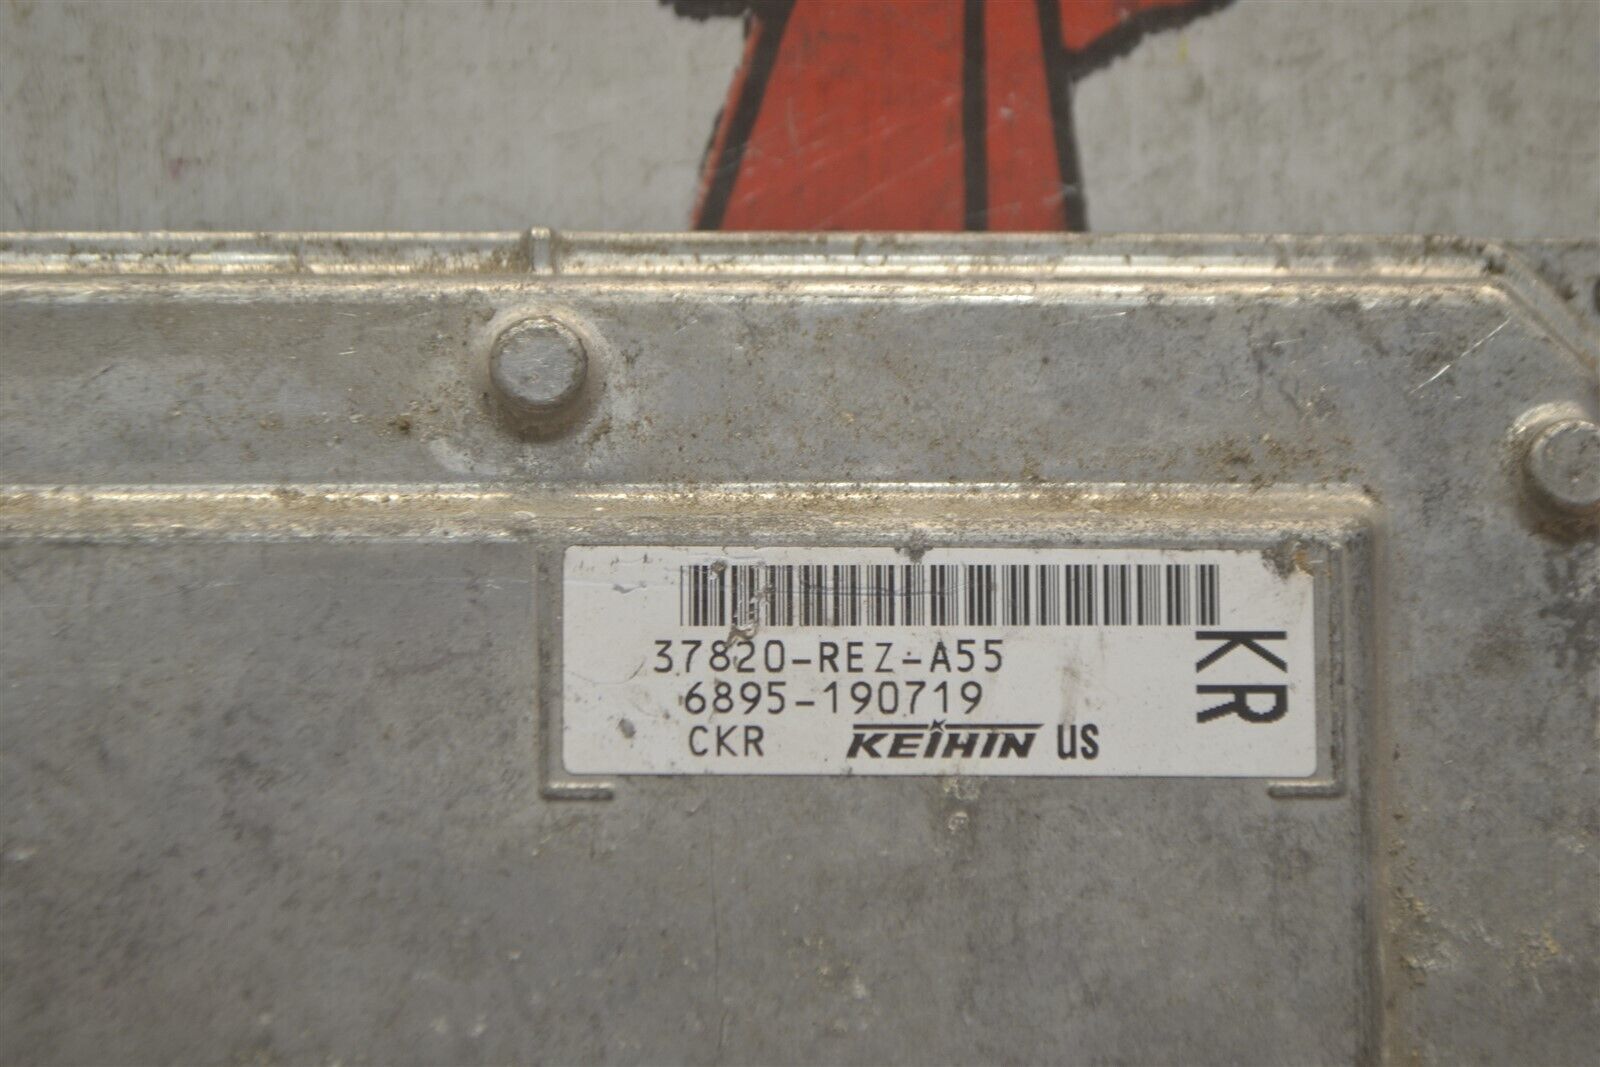 37820-REZ-A55
6895-190719
CKR KEIHIN US
KR